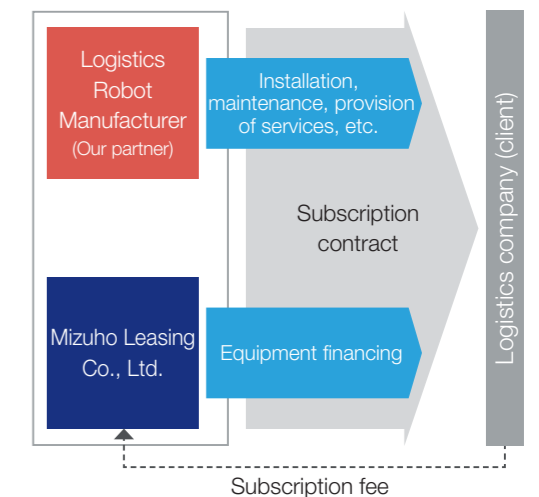 Logistics
Robot
Manufacturer
(Our partner)
Installation,
maintenance, provision
of services, etc.
Subscription
contract
Mizuho Leasing
Co., Ltd.
Equipment financing
Logistics company (client)
Subscription fee